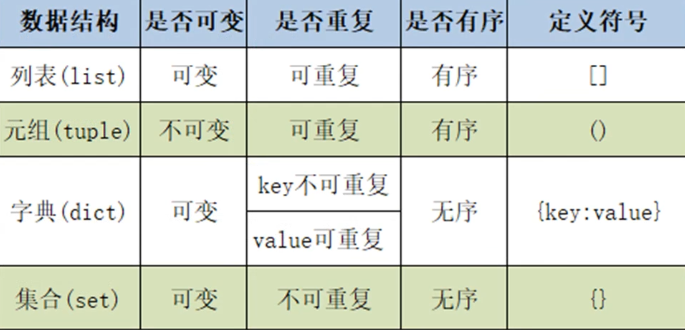 数据结构 是否可变 是否重复 是否有序 定义符号
列表(list) 可变 可重复 有序 []
元组(tuple) 不可变 可重复 有序 ()
字典(dict) 可变 key不可重复 无序 {key:value}
value可重复
集合(set) 可变 不可重复 无序 {}